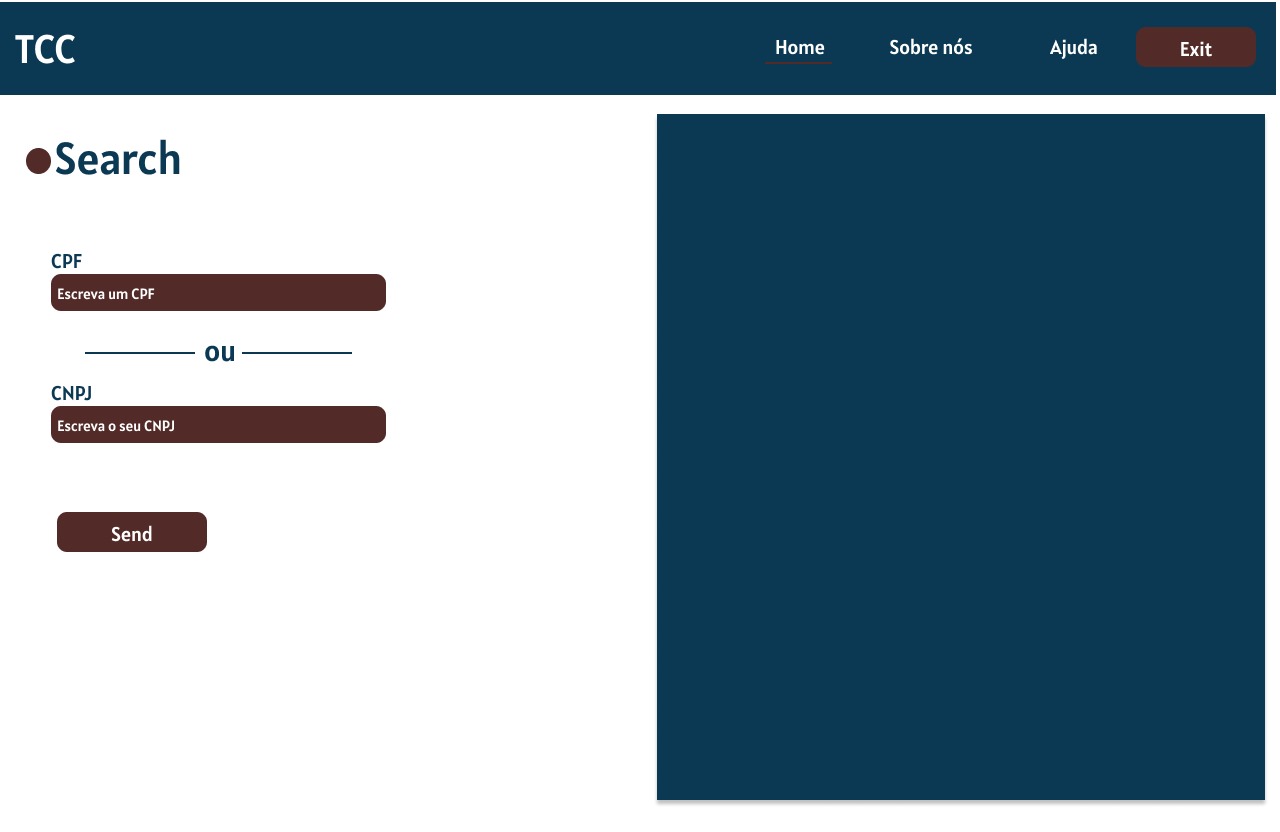 TCC
Home
Sobre nós
Ajuda
Exit
Search
CPF
Escreva um CPF
ou
CNPJ
Escreva o seu CNPJ
Send